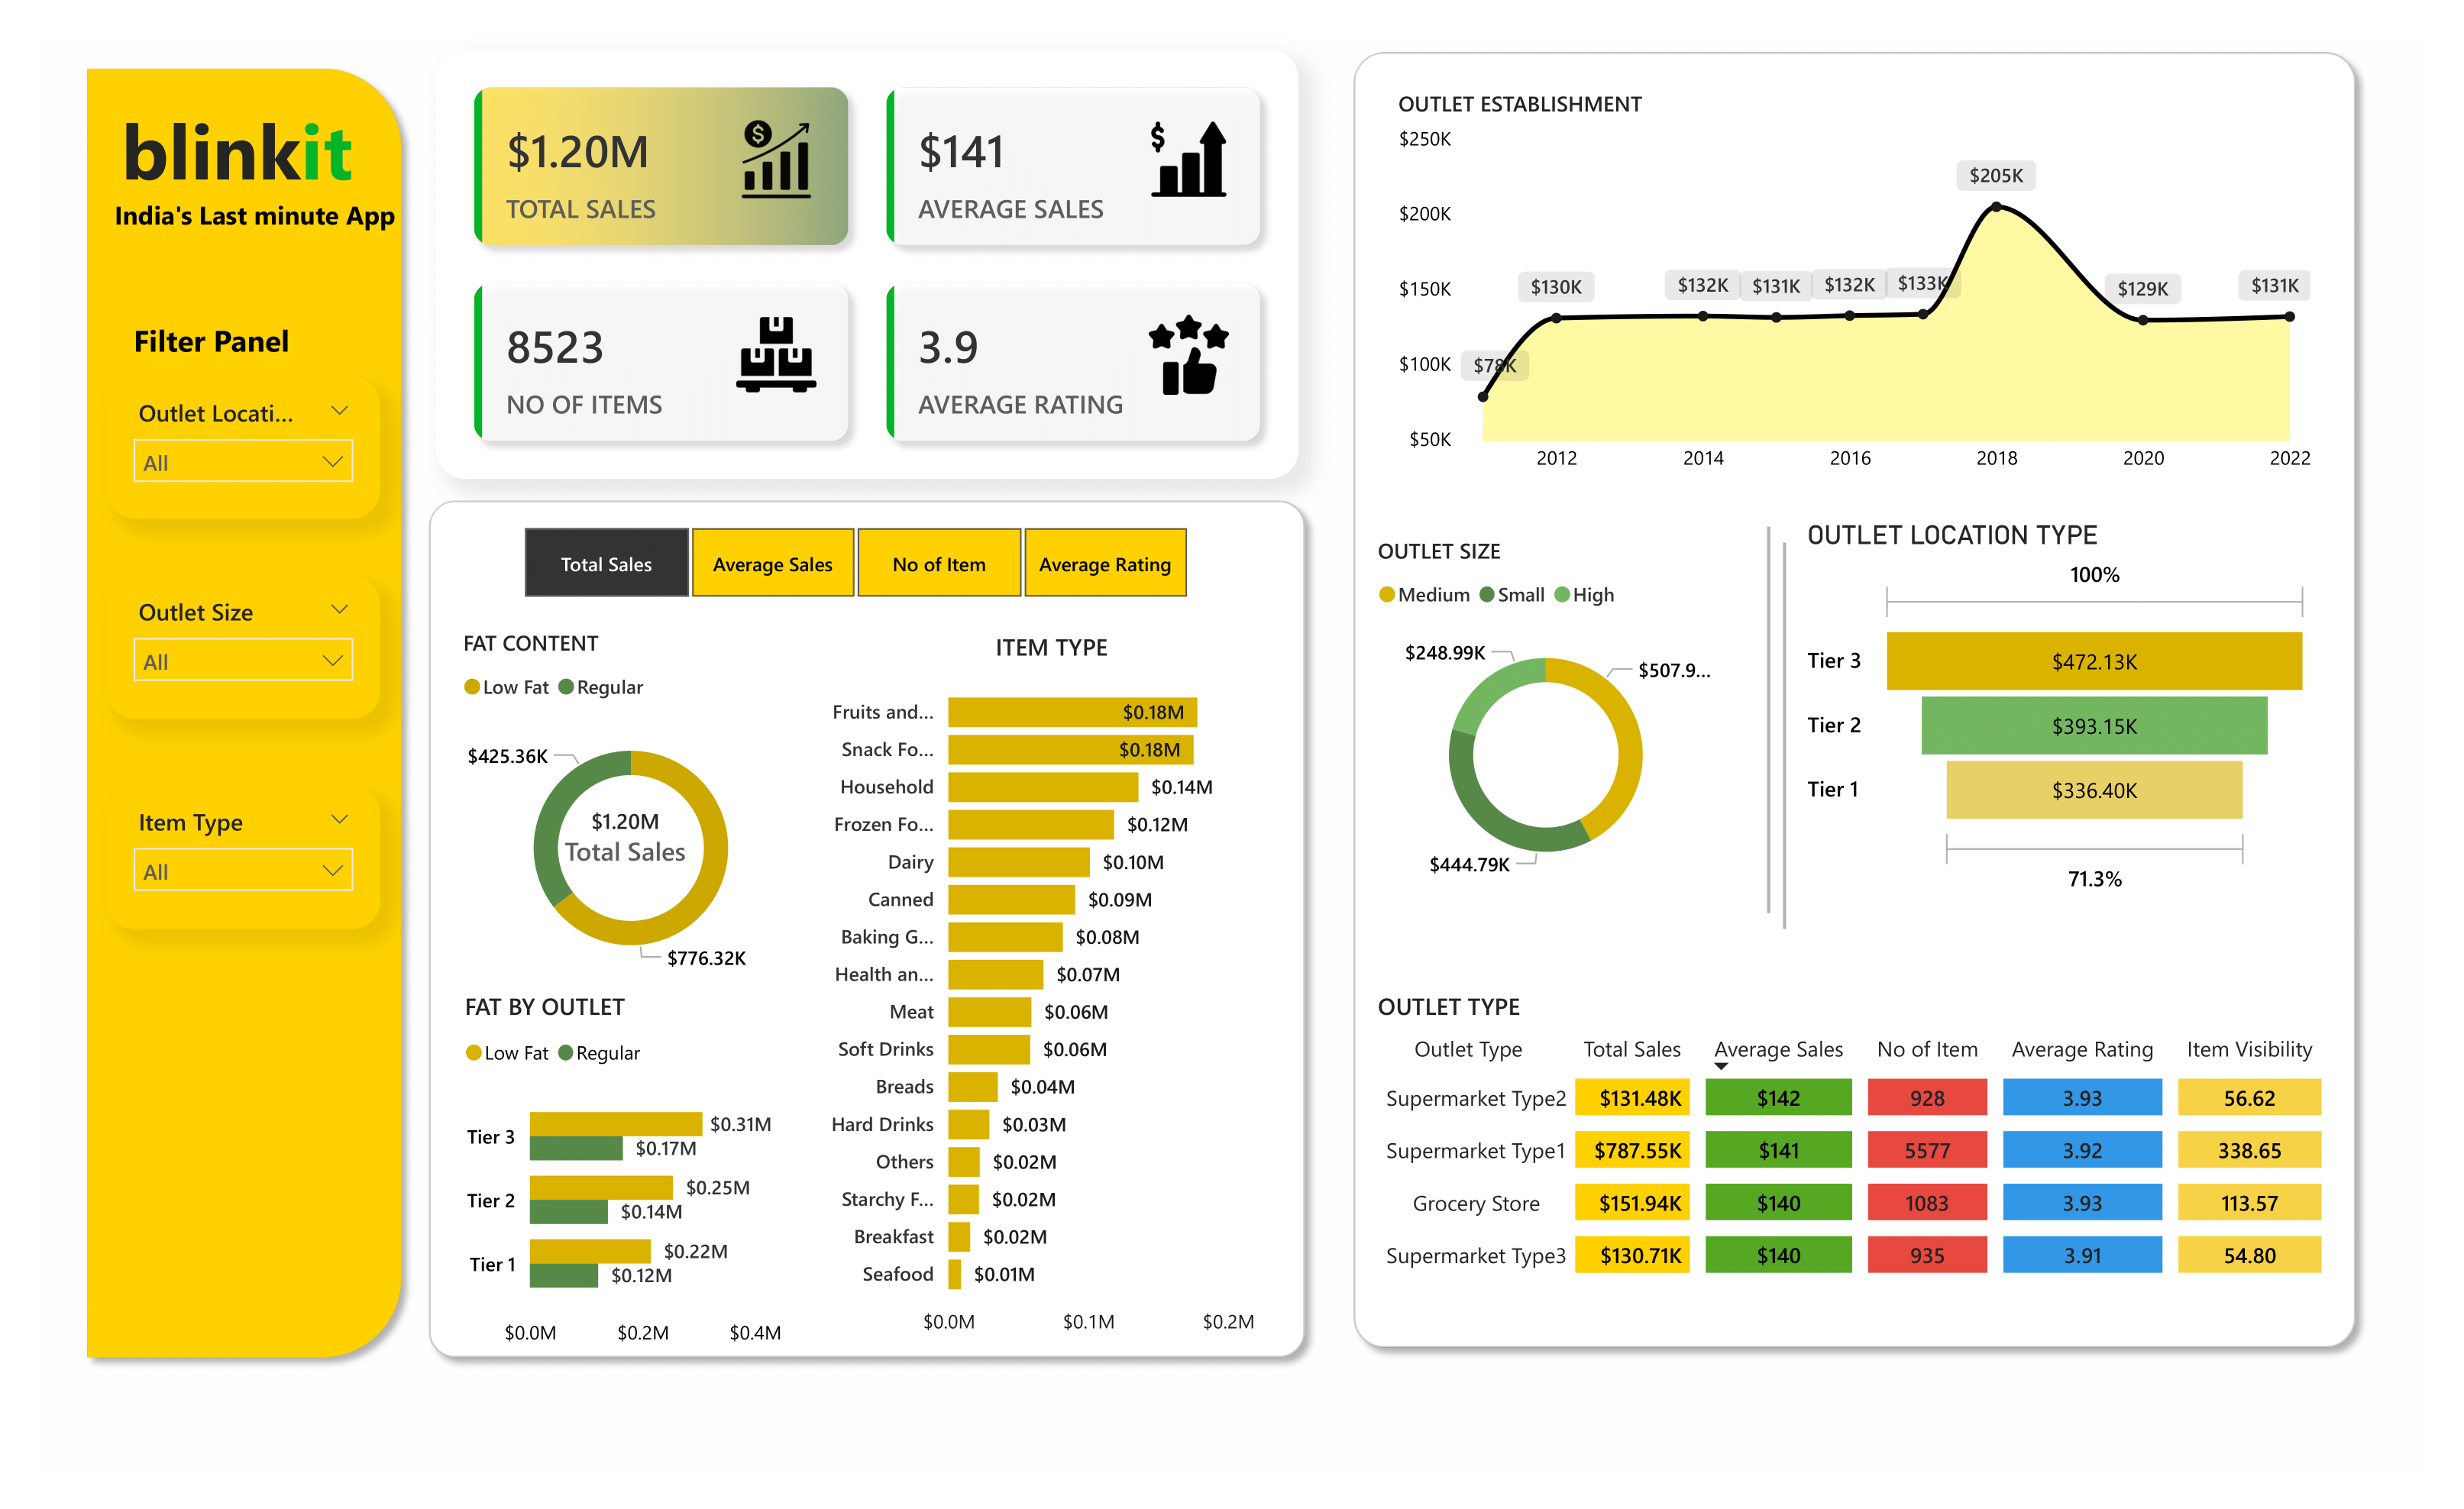 blinkit
India's Last minute App
Filter Panel
Outlet Locati...
All
Outlet Size
All
Item Type
All
$1.20M
TOTAL SALES
$141
AVERAGE SALES
8523
NO OF ITEMS
3.9
AVERAGE RATING
Total Sales Average Sales No of Item Average Rating
FAT CONTENT
Low Fat Regular
$425.36K
$1.20M
Total Sales
$776.32K
FAT BY OUTLET
Low Fat Regular
Tier 3 $0.31M
$0.17M
Tier 2 $0.25M
$0.14M
Tier 1 $0.22M
$0.12M
$0.0M $0.2M $0.4M
ITEM TYPE
Fruits and... $0.18M
Snack Fo... $0.18M
Household $0.14M
Frozen Fo... $0.12M
Dairy $0.10M
Canned $0.09M
Baking G... $0.08M
Health an... $0.07M
Meat $0.06M
Soft Drinks $0.06M
Breads $0.04M
Hard Drinks $0.03M
Others $0.02M
Starchy F... $0.02M
Breakfast $0.02M
Seafood $0.01M
$0.0M $0.1M $0.2M
OUTLET ESTABLISHMENT
$250K
$200K
$150K
$100K
$50K
$78K $130K $132K $131K $132K $133K $205K $129K $131K
2012 2014 2016 2018 2020 2022
OUTLET SIZE
Medium Small High
$248.99K
$507.9...
$444.79K
OUTLET LOCATION TYPE
100%
Tier 3 $472.13K
Tier 2 $393.15K
Tier 1 $336.40K
71.3%
OUTLET TYPE
Outlet Type Total Sales Average Sales No of Item Average Rating Item Visibility
Supermarket Type2 $131.48K $142 928 3.93 56.62
Supermarket Type1 $787.55K $141 5577 3.92 338.65
Grocery Store $151.94K $140 1083 3.93 113.57
Supermarket Type3 $130.71K $140 935 3.91 54.80